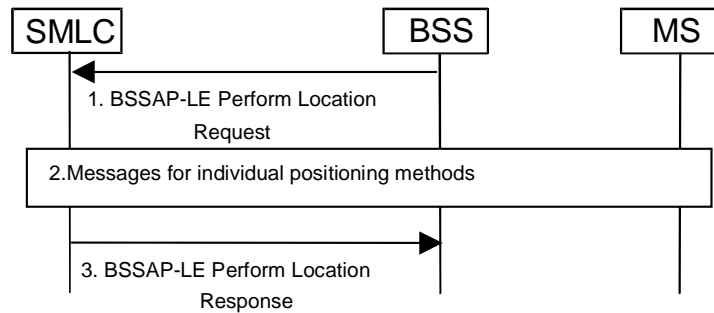 SMLC
BSS
MS
1. BSSAP-LE Perform Location
Request
2.Messages for individual positioning methods
3. BSSAP-LE Perform Location
Response